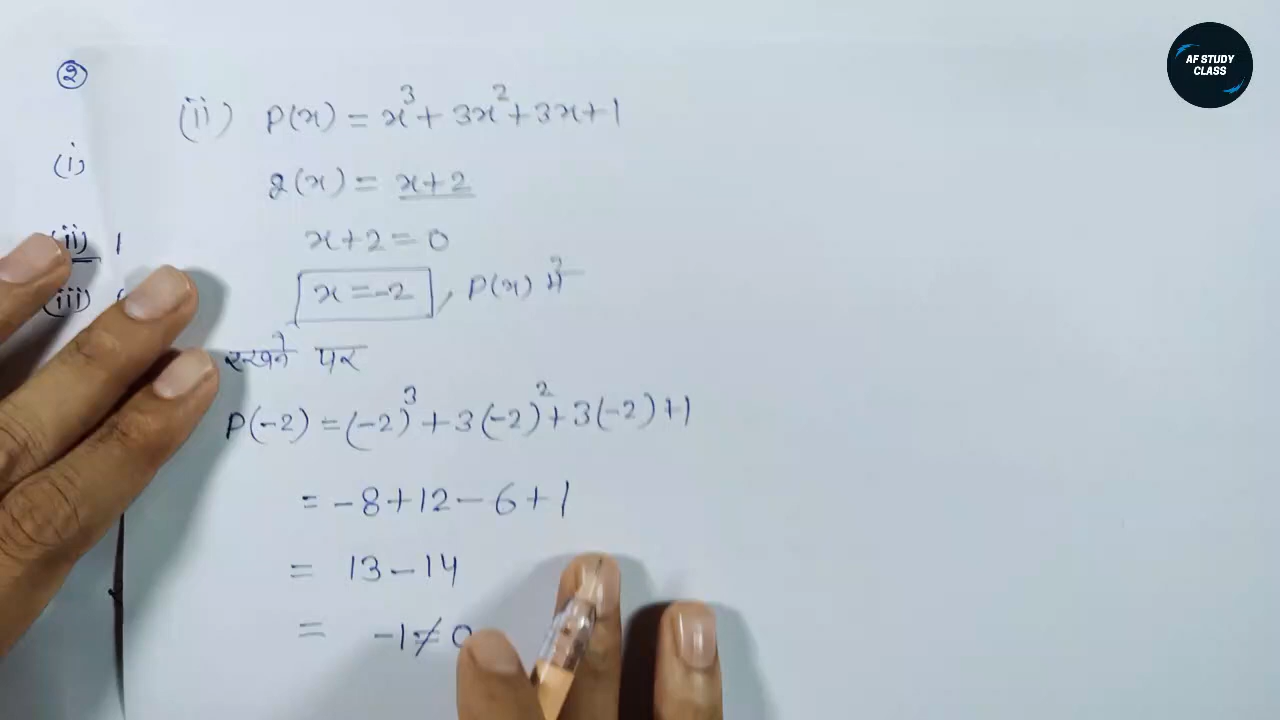 AF STUDY
CLASS
②
(i)
(ii) 1
(iii)
(ii) P(x) = x³ + 3x² + 3x + 1
g(x) = x+2
x+2 = 0
x = -2, P(x) में
रखने पर
P(-2) = (-2)³ + 3(-2)² + 3(-2) + 1
= -8 + 12 - 6 + 1
= 13 - 14
= -1 ≠ 0